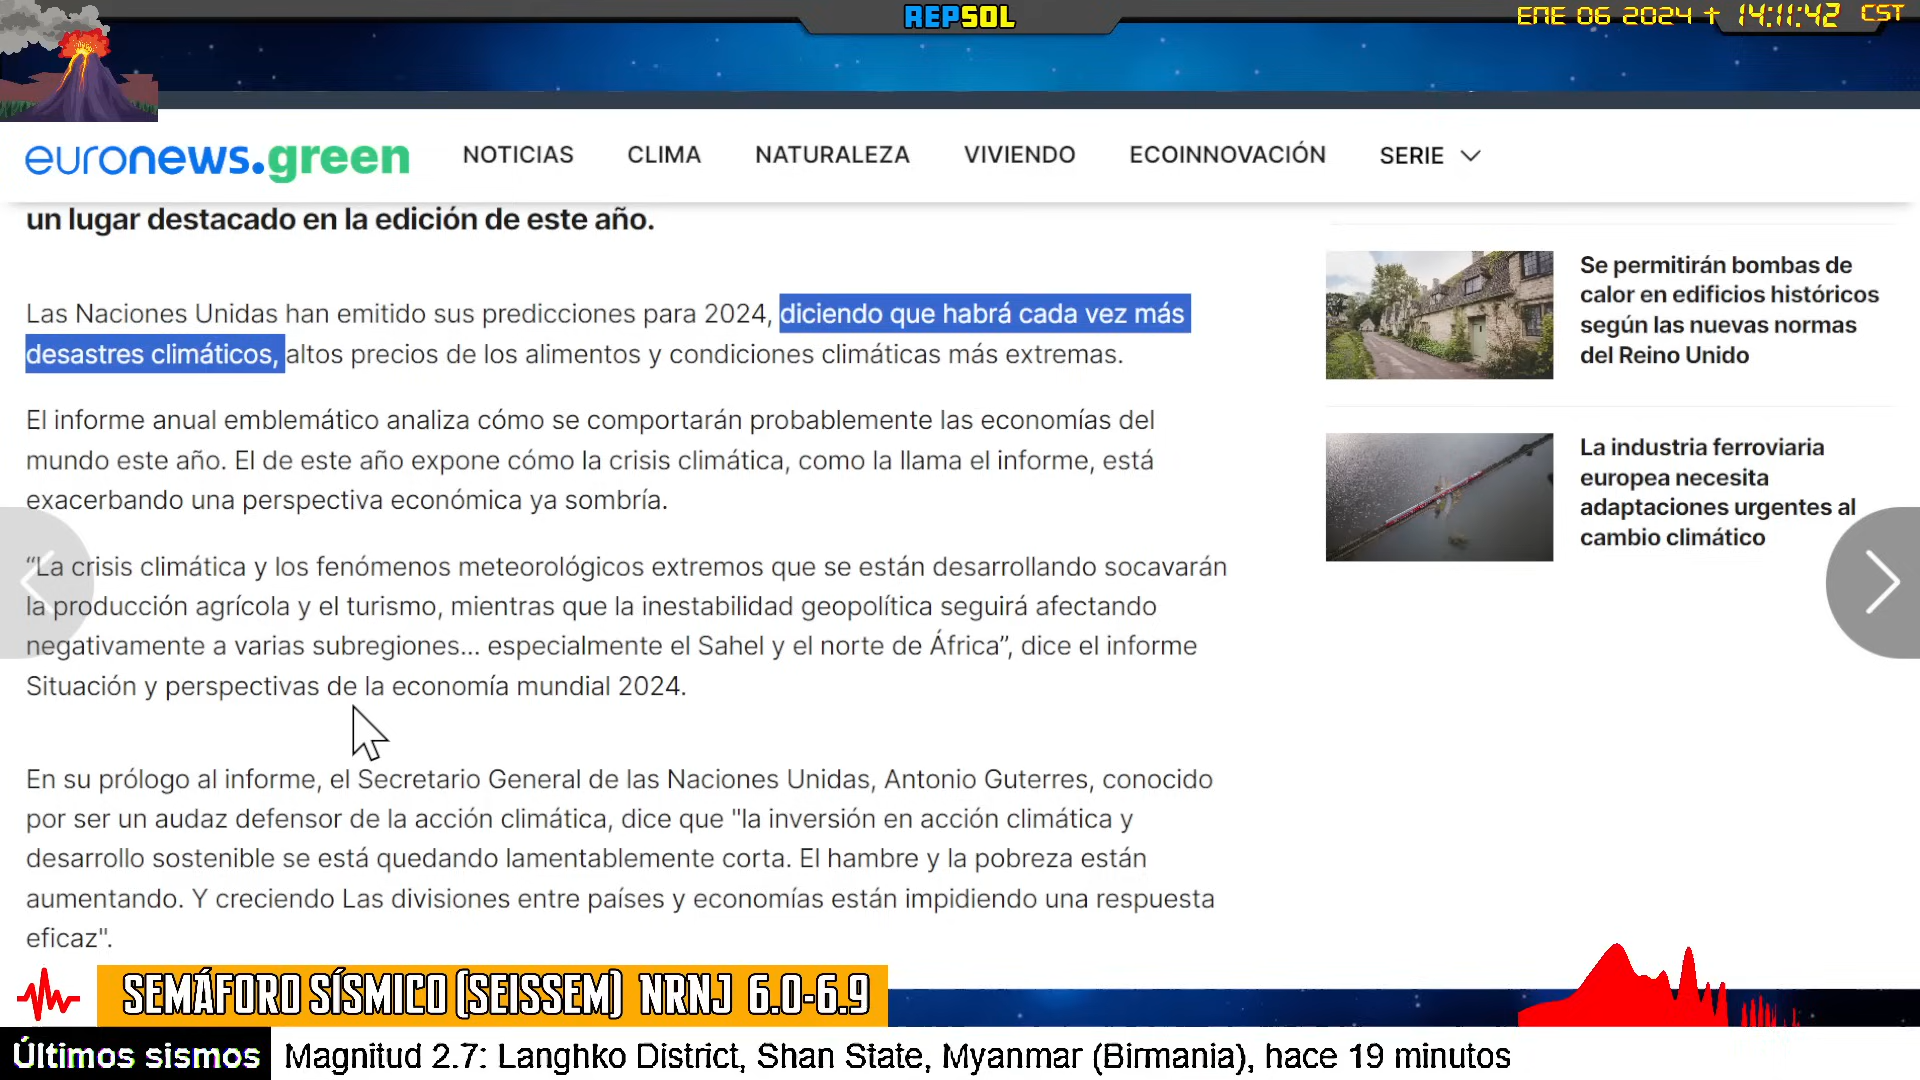 REPSOL
ENE 06 2024 † 14:11:42 CST
euronews.green
NOTICIAS CLIMA NATURALEZA VIVIENDO ECOINNOVACIÓN SERIE
un lugar destacado en la edición de este año.
Las Naciones Unidas han emitido sus predicciones para 2024, diciendo que habrá cada vez más
desastres climáticos, altos precios de los alimentos y condiciones climáticas más extremas.
El informe anual emblemático analiza cómo se comportarán probablemente las economías del
mundo este año. El de este año expone cómo la crisis climática, como la llama el informe, está
exacerbando una perspectiva económica ya sombría.
“La crisis climática y los fenómenos meteorológicos extremos que se están desarrollando socavarán
la producción agrícola y el turismo, mientras que la inestabilidad geopolítica seguirá afectando
negativamente a varias subregiones... especialmente el Sahel y el norte de África”, dice el informe
Situación y perspectivas de la economía mundial 2024.
En su prólogo al informe, el Secretario General de las Naciones Unidas, Antonio Guterres, conocido
por ser un audaz defensor de la acción climática, dice que "la inversión en acción climática y
desarrollo sostenible se está quedando lamentablemente corta. El hambre y la pobreza están
aumentando. Y creciendo Las divisiones entre países y economías están impidiendo una respuesta
eficaz".
Se permitirán bombas de
calor en edificios históricos
según las nuevas normas
del Reino Unido
La industria ferroviaria
europea necesita
adaptaciones urgentes al
cambio climático
SEMÁFORO SÍSMICO (SEISSEM) NRNJ 6.0-6.9
Últimos sismos Magnitud 2.7: Langhko District, Shan State, Myanmar (Birmania), hace 19 minutos